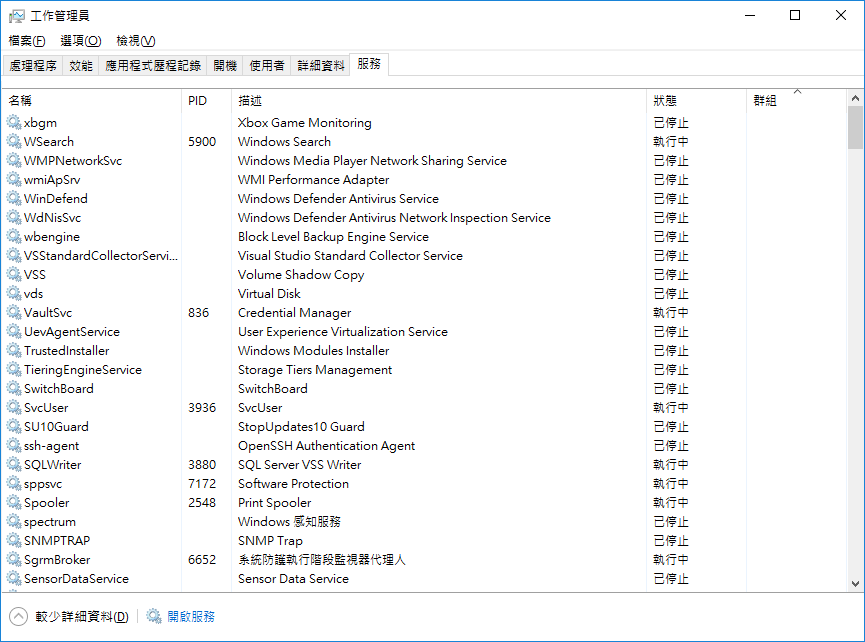 工作管理員
檔案(F) 選項(O) 檢視(V)
處理程序 效能 應用程式歷程記錄 開機 使用者 詳細資料 服務
名稱 PID 描述 狀態 群組
xbgm Xbox Game Monitoring 已停止
WSearch 5900 Windows Search 執行中
WMPNetworkSvc Windows Media Player Network Sharing Service 已停止
wmiApSrv WMI Performance Adapter 已停止
WinDefend Windows Defender Antivirus Service 已停止
WdNisSvc Windows Defender Antivirus Network Inspection Service 已停止
wbengine Block Level Backup Engine Service 已停止
VSStandardCollectorServi... Visual Studio Standard Collector Service 已停止
VSS Volume Shadow Copy 已停止
vds Virtual Disk 已停止
VaultSvc 836 Credential Manager 執行中
UevAgentService User Experience Virtualization Service 已停止
TrustedInstaller Windows Modules Installer 已停止
TieringEngineService Storage Tiers Management 已停止
SwitchBoard SwitchBoard 已停止
SvcUser 3936 SvcUser 執行中
SU10Guard StopUpdates10 Guard 已停止
ssh-agent OpenSSH Authentication Agent 已停止
SQLWriter 3880 SQL Server VSS Writer 執行中
sppsvc 7172 Software Protection 執行中
Spooler 2548 Print Spooler 執行中
spectrum Windows 感知服務 已停止
SNMPTRAP SNMP Trap 已停止
SgrmBroker 6652 系統防護執行階段監視器代理人 執行中
SensorDataService Sensor Data Service 已停止
較少詳細資料(D) 開啟服務